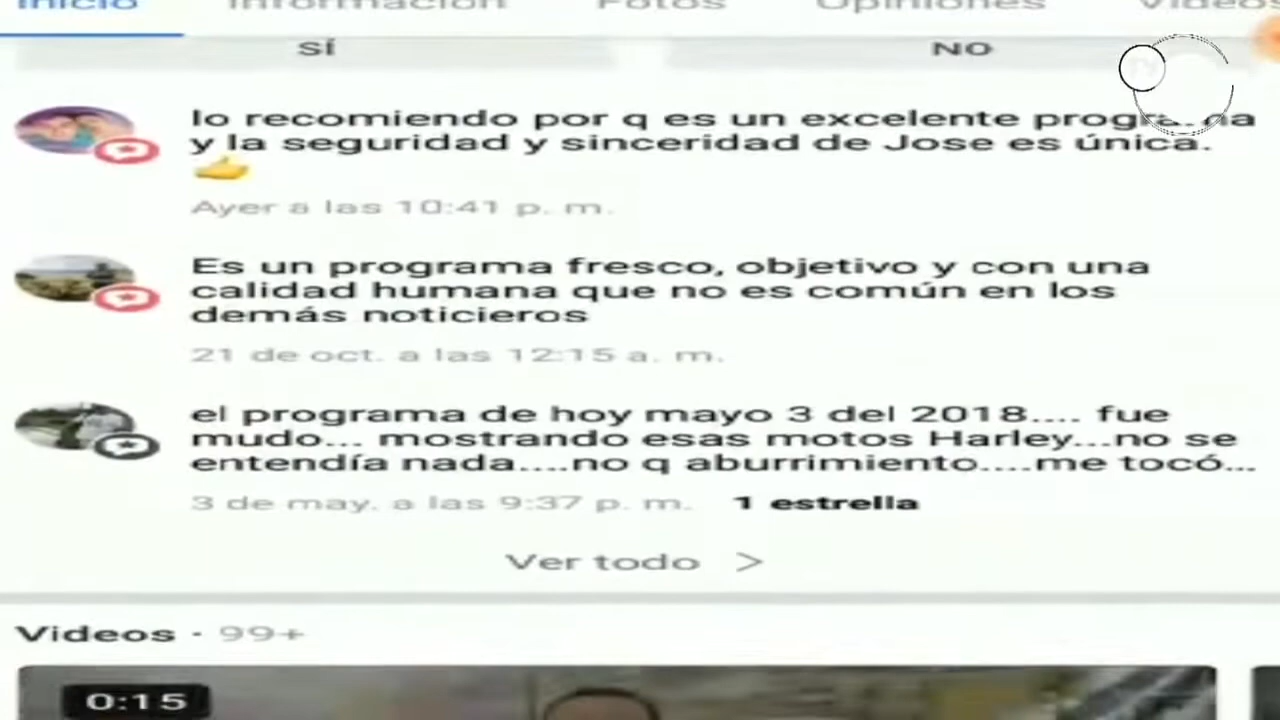 Inicio Información Fotos Opiniones Videos
SÍ NO
lo recomiendo por q es un excelente
y la seguridad y sinceridad de Jose es única.
👍
Ayer a las 10:41 p. m.
Es un programa fresco, objetivo y con una
calidad humana que no es común en los
demás noticieros
21 de oct. a las 12:15 a. m.
el programa de hoy mayo 3 del 2018.... fue
mudo... mostrando esas motos Harley...no se
entendía nada....no q aburrimiento....me tocó...
3 de may. a las 9:37 p. m. 1 estrella
Ver todo >
Videos · 99+
0:15